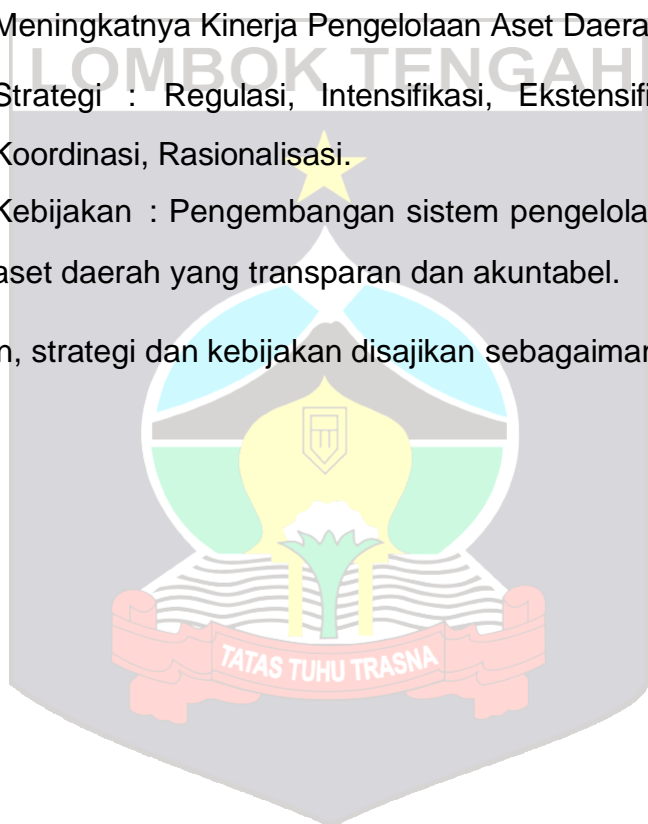 Meningkatnya Kinerja Pengelolaan Aset Daera
LOMBOK TENGAH
Strategi : Regulasi, Intensifikasi, Ekstensifi
Koordinasi, Rasionalisasi.
Kebijakan : Pengembangan sistem pengelola
aset daerah yang transparan dan akuntabel.
n, strategi dan kebijakan disajikan sebagaiman
TATAS TUHU TRASNA